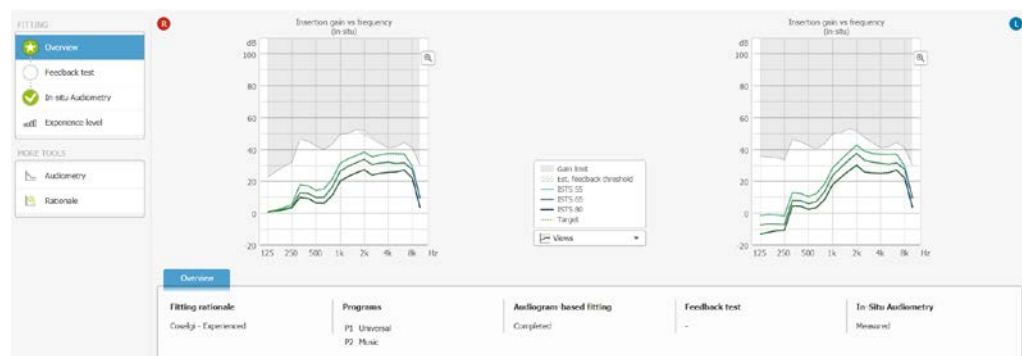 FITTING
Overview
Feedback test
In-situ Audiometry
Experience level
MORE TOOLS
Audiometry
Rationale
R
Insertion gain vs frequency
(in-situ)
dB
100
80
60
40
20
0
-20
125 250 500 1k 2k 4k 8k Hz
Gain limit
Est. feedback threshold
ISTS 55
ISTS 65
ISTS 80
Target
Views
Insertion gain vs frequency
(in-situ)
L
dB
100
80
60
40
20
0
-20
125 250 500 1k 2k 4k 8k Hz
Overview
Fitting rationale
Coselgi - Experienced
Programs
P1 Universal
P2 Music
Audiogram based fitting
Completed
Feedback test
-
In-Situ Audiometry
Measured